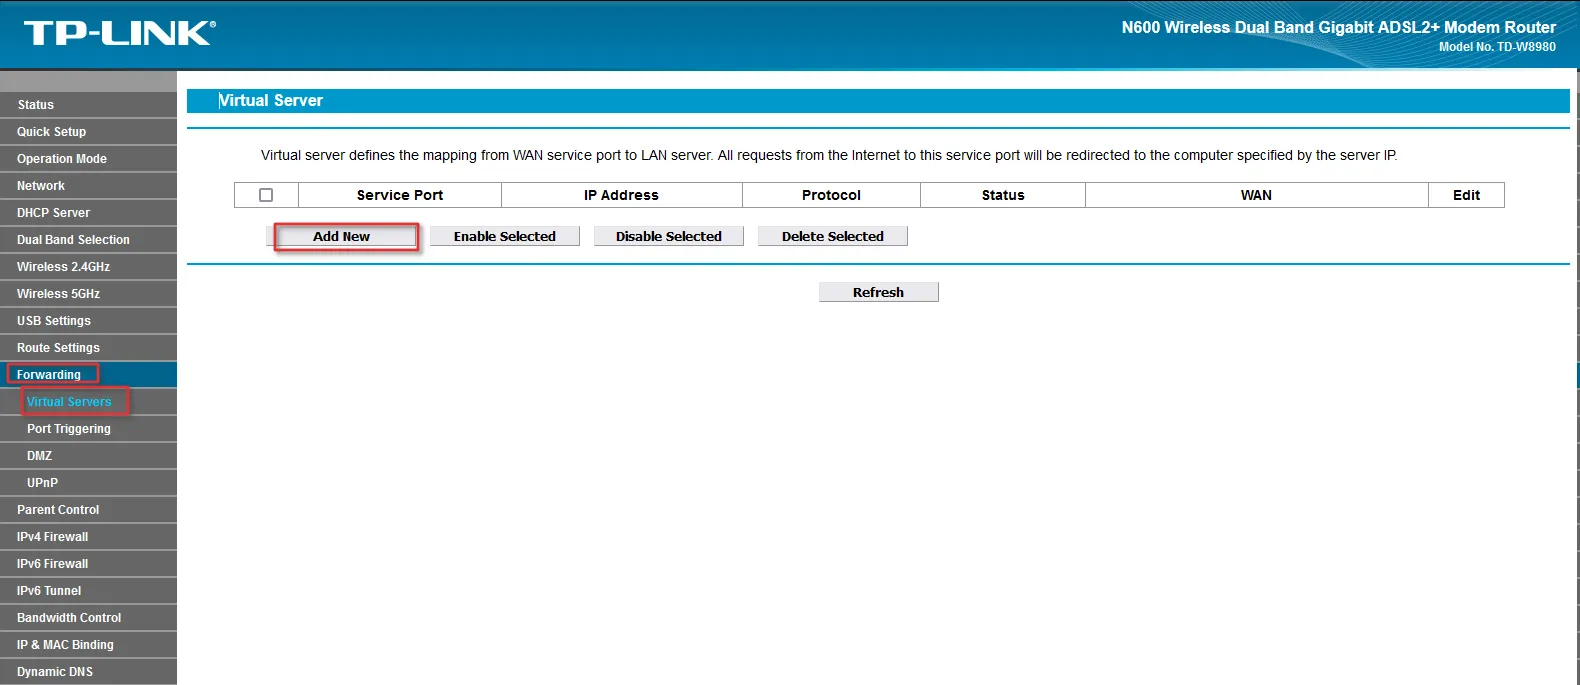 TP-LINK®
N600 Wireless Dual Band Gigabit ADSL2+ Modem Router
Model No. TD-W8980
Status
Quick Setup
Operation Mode
Network
DHCP Server
Dual Band Selection
Wireless 2.4GHz
Wireless 5GHz
USB Settings
Route Settings
Forwarding
Virtual Servers
Port Triggering
DMZ
UPnP
Parent Control
IPv4 Firewall
IPv6 Firewall
IPv6 Tunnel
Bandwidth Control
IP & MAC Binding
Dynamic DNS
Virtual Server
Virtual server defines the mapping from WAN service port to LAN server. All requests from the Internet to this service port will be redirected to the computer specified by the server IP.
Service Port IP Address Protocol Status WAN Edit
Add New Enable Selected Disable Selected Delete Selected
Refresh